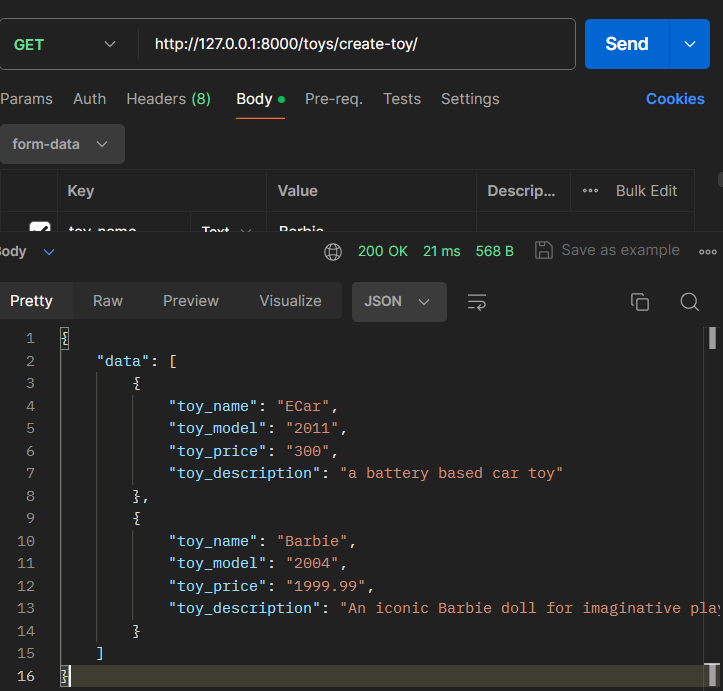 GET http://127.0.0.1:8000/toys/create-toy/ Send
Params Auth Headers (8) Body Pre-req. Tests Settings Cookies
form-data
Key Value Descrip... Bulk Edit
toy_name Text Barbie
Body 200 OK 21 ms 568 B Save as example
Pretty Raw Preview Visualize JSON
1 {
2 "data": [
3 {
4 "toy_name": "ECar",
5 "toy_model": "2011",
6 "toy_price": "300",
7 "toy_description": "a battery based car toy"
8 },
9 {
10 "toy_name": "Barbie",
11 "toy_model": "2004",
12 "toy_price": "1999.99",
13 "toy_description": "An iconic Barbie doll for imaginative play
14 }
15 ]
16 }